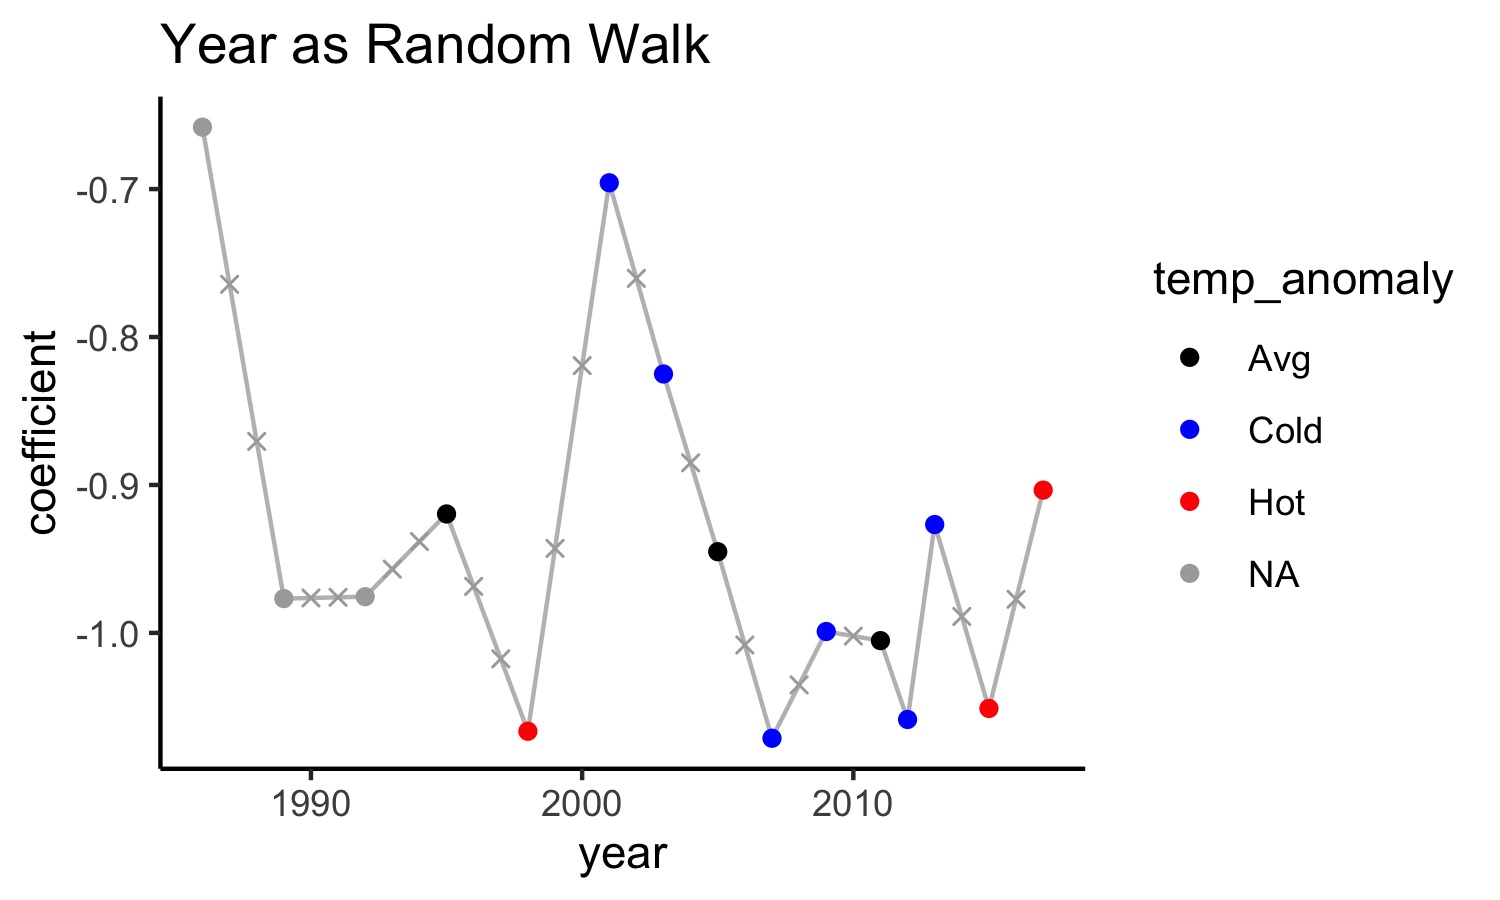 Year as Random Walk
coefficient
-0.7
-0.8
-0.9
-1.0
1990 2000 2010
year
temp_anomaly
Avg
Cold
Hot
NA